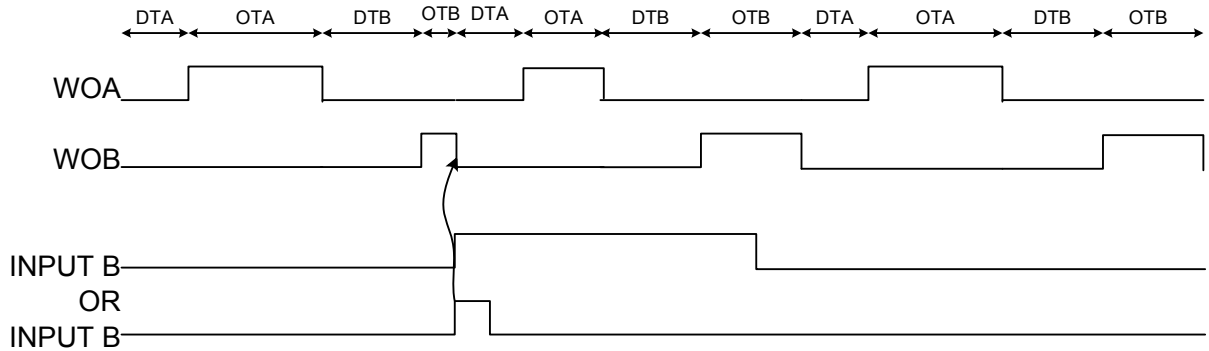 DTA OTA DTB OTB DTA OTA DTB OTB DTA OTA DTB OTB
WOA
WOB
INPUT B
OR
INPUT B